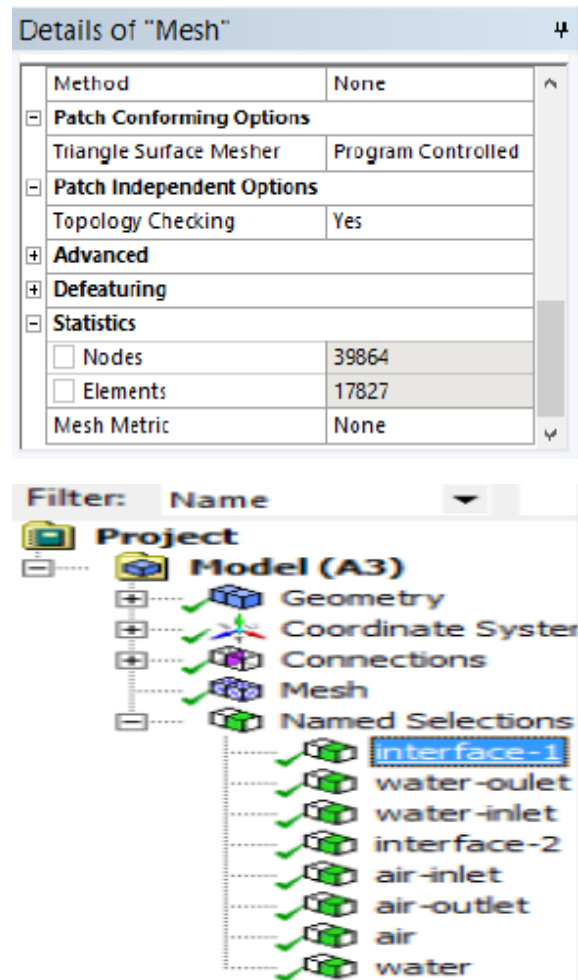 Details of "Mesh"
Method None
Patch Conforming Options
Triangle Surface Mesher Program Controlled
Patch Independent Options
Topology Checking Yes
Advanced
Defeaturing
Statistics
Nodes 39864
Elements 17827
Mesh Metric None
Filter: Name
Project
Model (A3)
Geometry
Coordinate Syster
Connections
Mesh
Named Selections
interface-1
water-oulet
water-inlet
interface-2
air-inlet
air-outlet
air
water